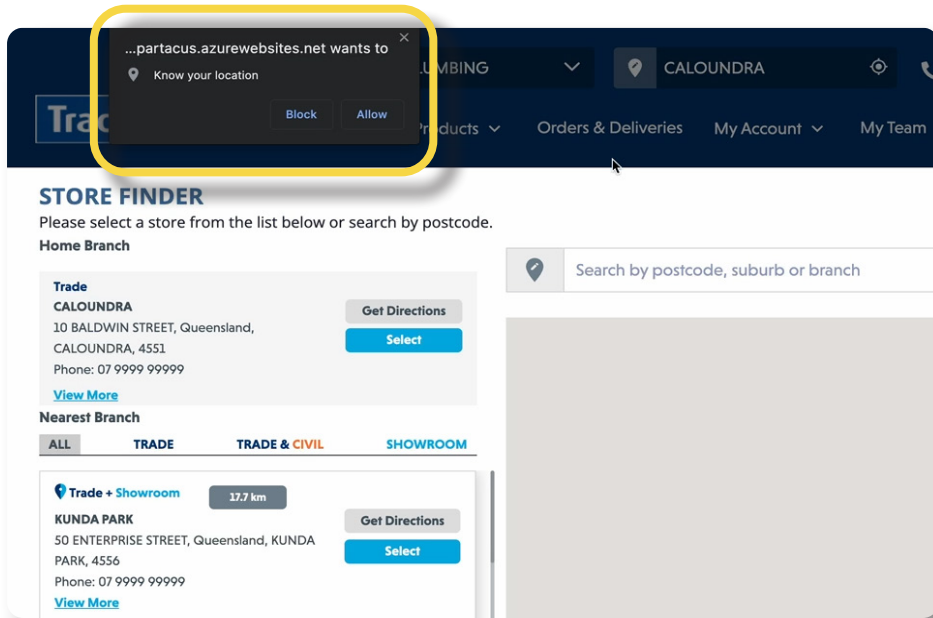 ...partacus.azurewebsites.net wants to
Know your location
Block Allow
CALOUNDRA
Products Orders & Deliveries My Account My Team
STORE FINDER
Please select a store from the list below or search by postcode.
Home Branch
Search by postcode, suburb or branch
Trade
CALOUNDRA
10 BALDWIN STREET, Queensland,
CALOUNDRA, 4551
Phone: 07 9999 99999
View More
Get Directions
Select
Nearest Branch
ALL TRADE TRADE & CIVIL SHOWROOM
Trade + Showroom 17.7 km
KUNDA PARK
50 ENTERPRISE STREET, Queensland, KUNDA
PARK, 4556
Phone: 07 9999 99999
View More
Get Directions
Select